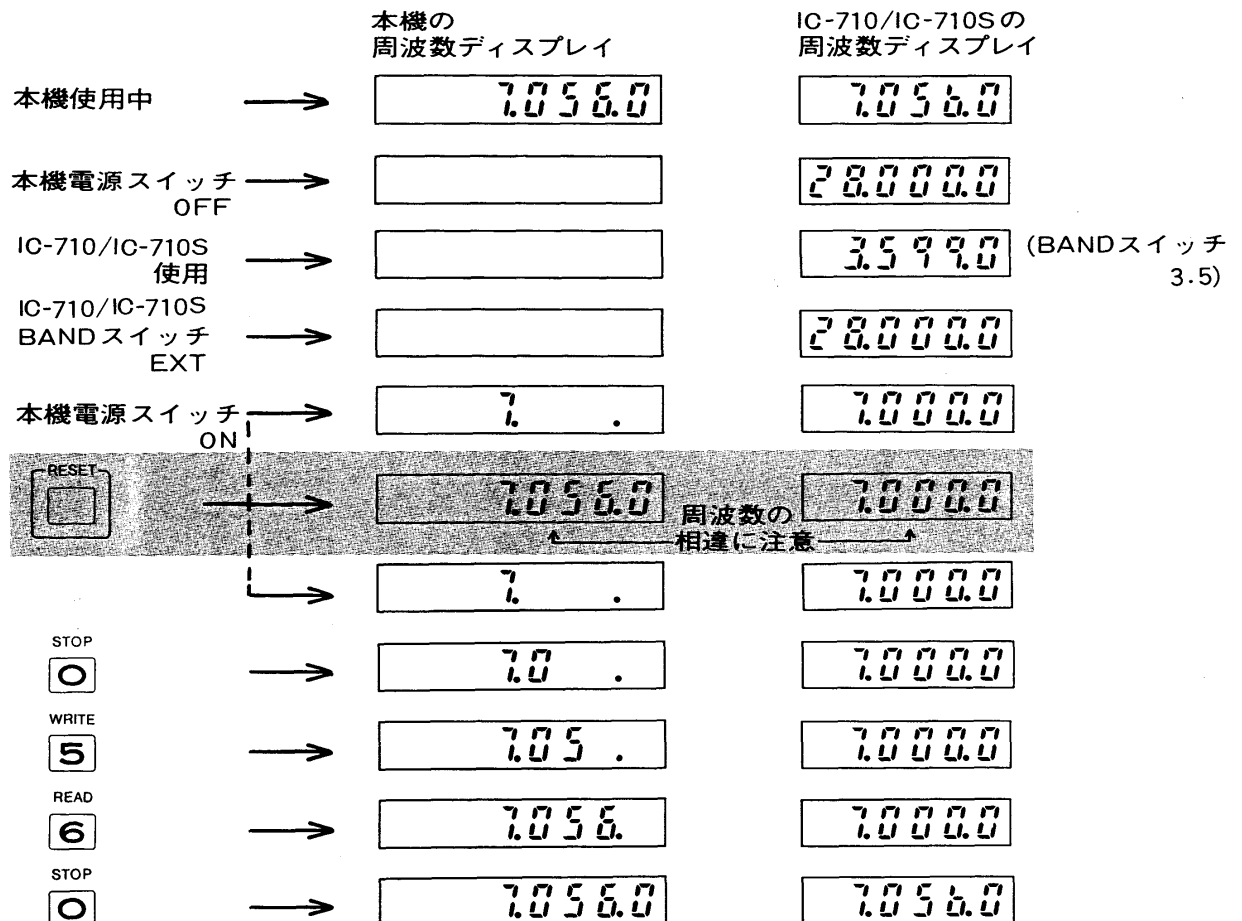 本機の
周波数ディスプレイ
IC-710/IC-710Sの
周波数ディスプレイ
本機使用中
7.056.0
7.056.0
本機電源スイッチ
OFF
28.000.0
IC-710/IC-710S
使用
3.599.0
(BANDスイッチ
3.5)
IC-710/IC-710S
BANDスイッチ
EXT
28.000.0
本機電源スイッチ
ON
7. .
7.000.0
RESET
7.056.0
周波数の
相違に注意
7.000.0
7. .
7.000.0
STOP
0
7.0 .
7.000.0
WRITE
5
7.05 .
7.000.0
READ
6
7.056.
7.000.0
STOP
0
7.056.0
7.056.0